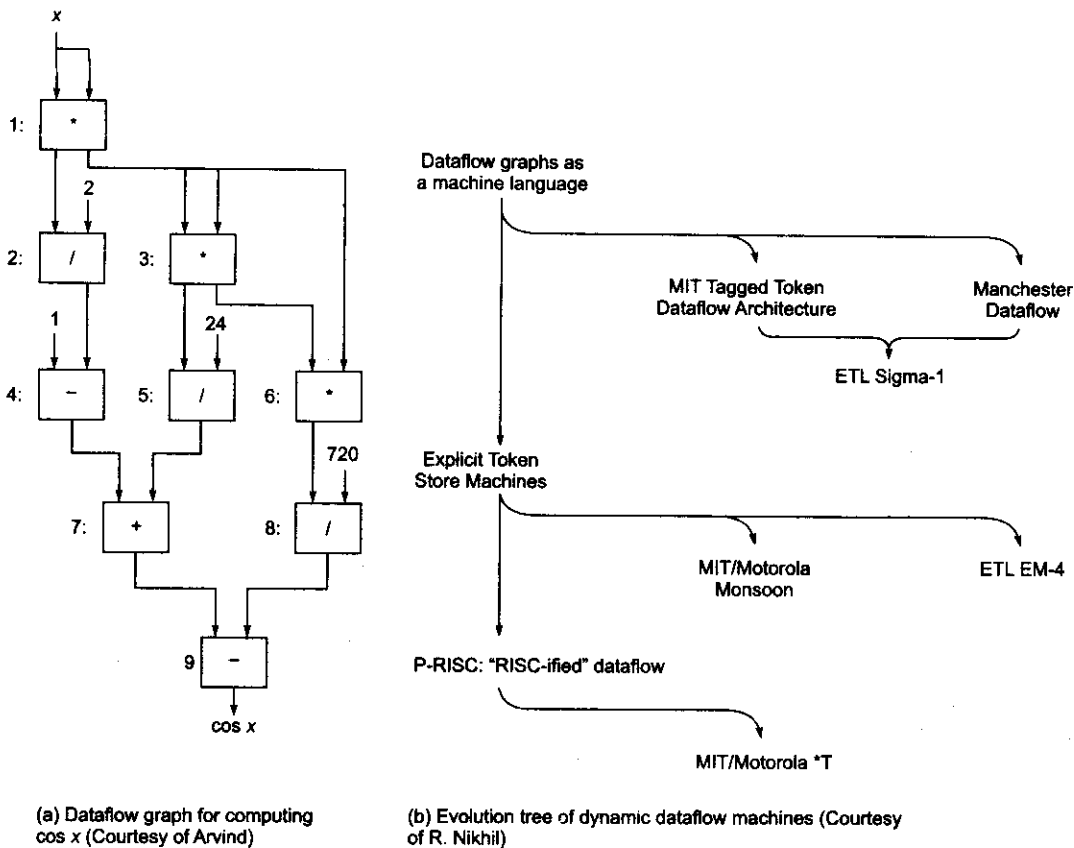 x
1:
*
2
2:
/
3:
*
1
24
4:
−
5:
/
6:
*
720
7:
+
8:
/
9
−
cos x
(a) Dataflow graph for computing
cos x (Courtesy of Arvind)
Dataflow graphs as
a machine language
MIT Tagged Token
Dataflow Architecture
Manchester
Dataflow
ETL Sigma-1
Explicit Token
Store Machines
MIT/Motorola
Monsoon
ETL EM-4
P-RISC: “RISC-ified” dataflow
MIT/Motorola *T
(b) Evolution tree of dynamic dataflow machines (Courtesy
of R. Nikhil)